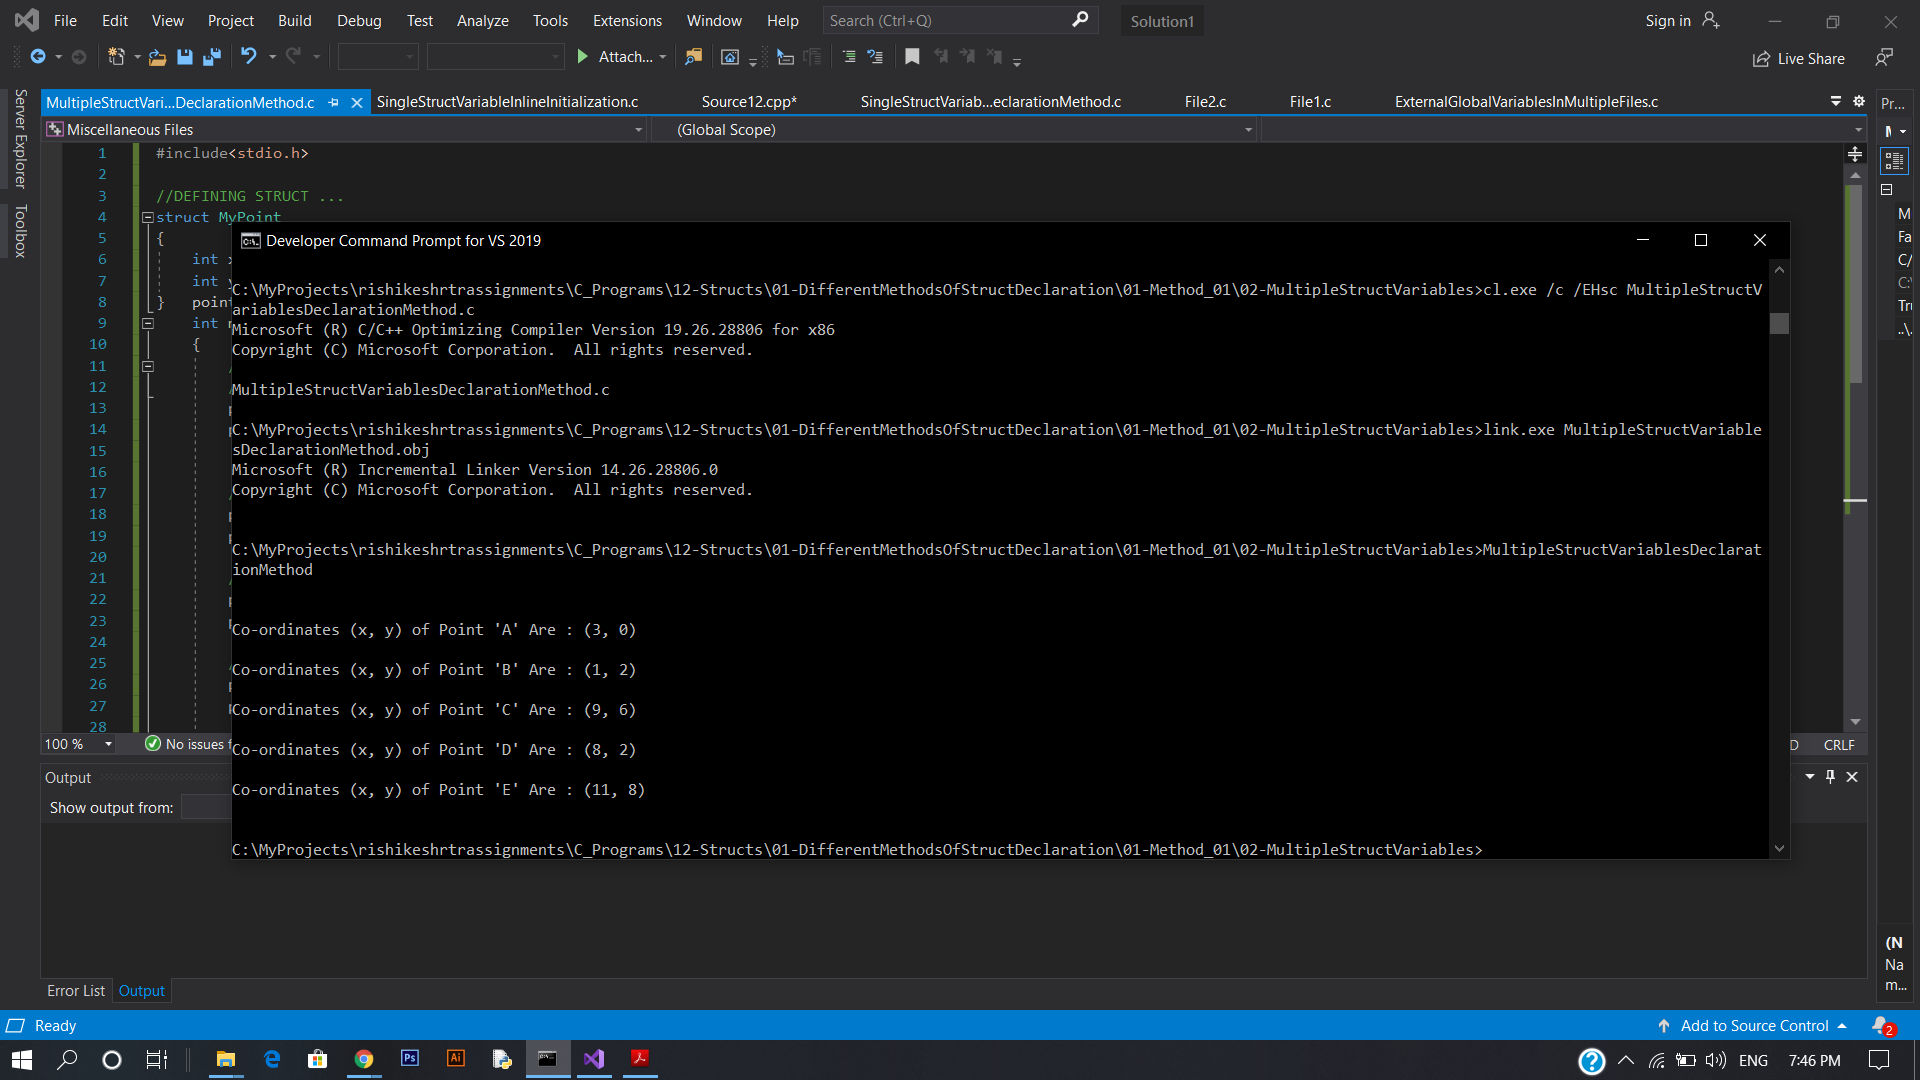 File Edit View Project Build Debug Test Analyze Tools Extensions Window Help Search (Ctrl+Q) Solution1 Sign in
Attach... Live Share
Server Explorer
Toolbox
MultipleStructVari...DeclarationMethod.c SingleStructVariableInlineInitialization.c Source12.cpp* SingleStructVariab...eclarationMethod.c File2.c File1.c ExternalGlobalVariablesInMultipleFiles.c Pr...
Miscellaneous Files (Global Scope)
1 #include<stdio.h>
2
3 //DEFINING STRUCT ...
4 struct MyPoint
5 {
6 int
7 int
8 } point
9 int
10 {
11
12
13
14
15
16
17
18
19
20
21
22
23
24
25
26
27
28
Developer Command Prompt for VS 2019
C:\MyProjects\rishikeshrtrassignments\C_Programs\12-Structs\01-DifferentMethodsOfStructDeclaration\01-Method_01\02-MultipleStructVariables>cl.exe /c /EHsc MultipleStructV
ariablesDeclarationMethod.c
Microsoft (R) C/C++ Optimizing Compiler Version 19.26.28806 for x86
Copyright (C) Microsoft Corporation.  All rights reserved.
MultipleStructVariablesDeclarationMethod.c
C:\MyProjects\rishikeshrtrassignments\C_Programs\12-Structs\01-DifferentMethodsOfStructDeclaration\01-Method_01\02-MultipleStructVariables>link.exe MultipleStructVariable
sDeclarationMethod.obj
Microsoft (R) Incremental Linker Version 14.26.28806.0
Copyright (C) Microsoft Corporation.  All rights reserved.
C:\MyProjects\rishikeshrtrassignments\C_Programs\12-Structs\01-DifferentMethodsOfStructDeclaration\01-Method_01\02-MultipleStructVariables>MultipleStructVariablesDeclarat
ionMethod
Co-ordinates (x, y) of Point 'A' Are : (3, 0)
Co-ordinates (x, y) of Point 'B' Are : (1, 2)
Co-ordinates (x, y) of Point 'C' Are : (9, 6)
Co-ordinates (x, y) of Point 'D' Are : (8, 2)
Co-ordinates (x, y) of Point 'E' Are : (11, 8)
C:\MyProjects\rishikeshrtrassignments\C_Programs\12-Structs\01-DifferentMethodsOfStructDeclaration\01-Method_01\02-MultipleStructVariables>
M
Fa
C/
C:\
Tru
..\.
100 % No issues CRLF
Output
Show output from:
(N
Na
m...
Error List Output
Ready Add to Source Control 2
Ps Ai ENG 7:46 PM